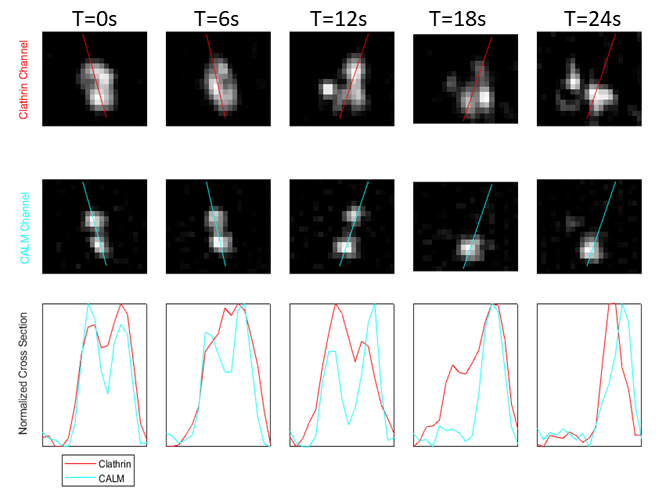 T=0s T=6s T=12s T=18s T=24s
Clathrin Channel
CALM Channel
Normalized Cross Section
Clathrin
CALM